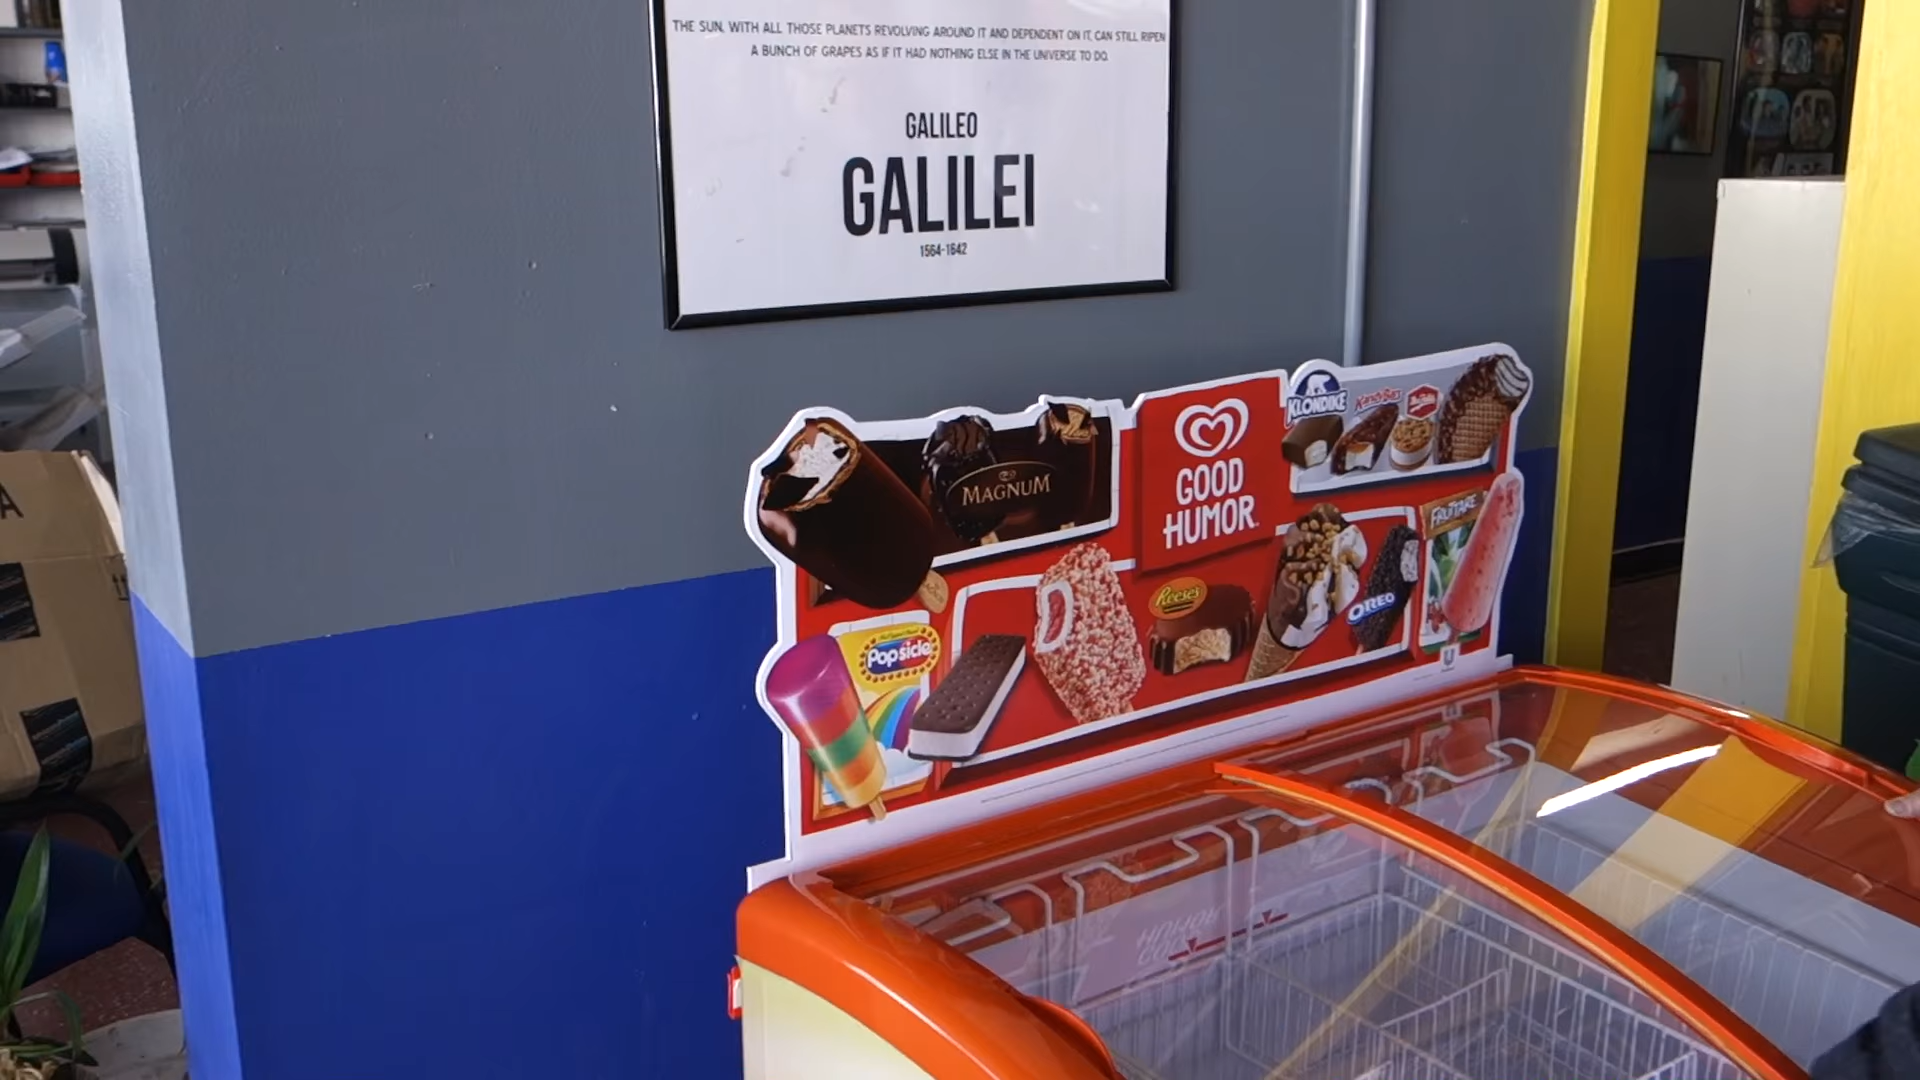 THE SUN, WITH ALL THOSE PLANETS REVOLVING AROUND IT AND DEPENDENT ON IT, CAN STILL RIPEN
A BUNCH OF GRAPES AS IF IT HAD NOTHING ELSE IN THE UNIVERSE TO DO.
GALILEO
GALILEI
1564-1642
MAGNUM
GOOD
HUMOR
KLONDIKE
Popsicle
Reese's
OREO
FRUTTARE